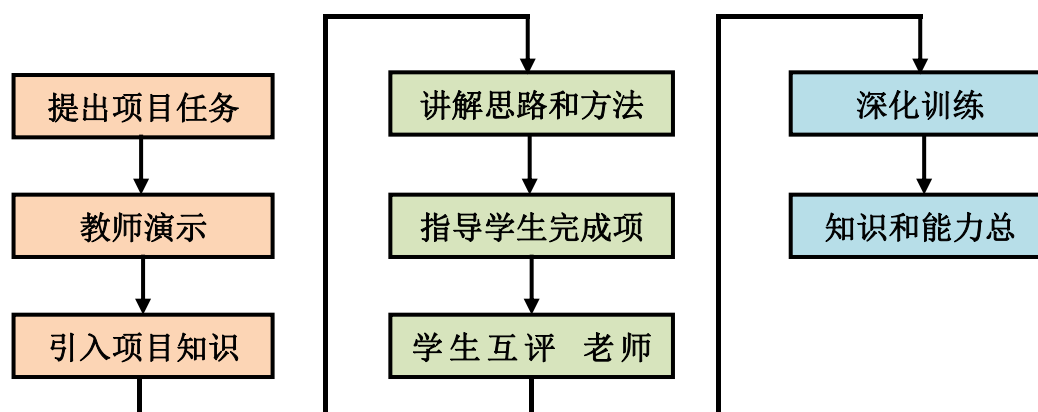 提出项目任务
教师演示
引入项目知识
讲解思路和方法
指导学生完成项
学生互评 老师
深化训练
知识和能力总